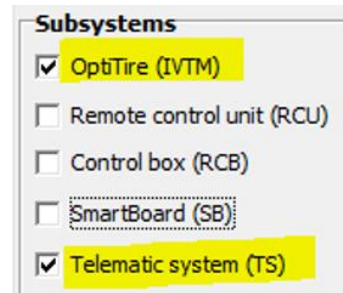 Subsystems
OptiTire (IVTM)
Remote control unit (RCU)
Control box (RCB)
SmartBoard (SB)
Telematic system (TS)